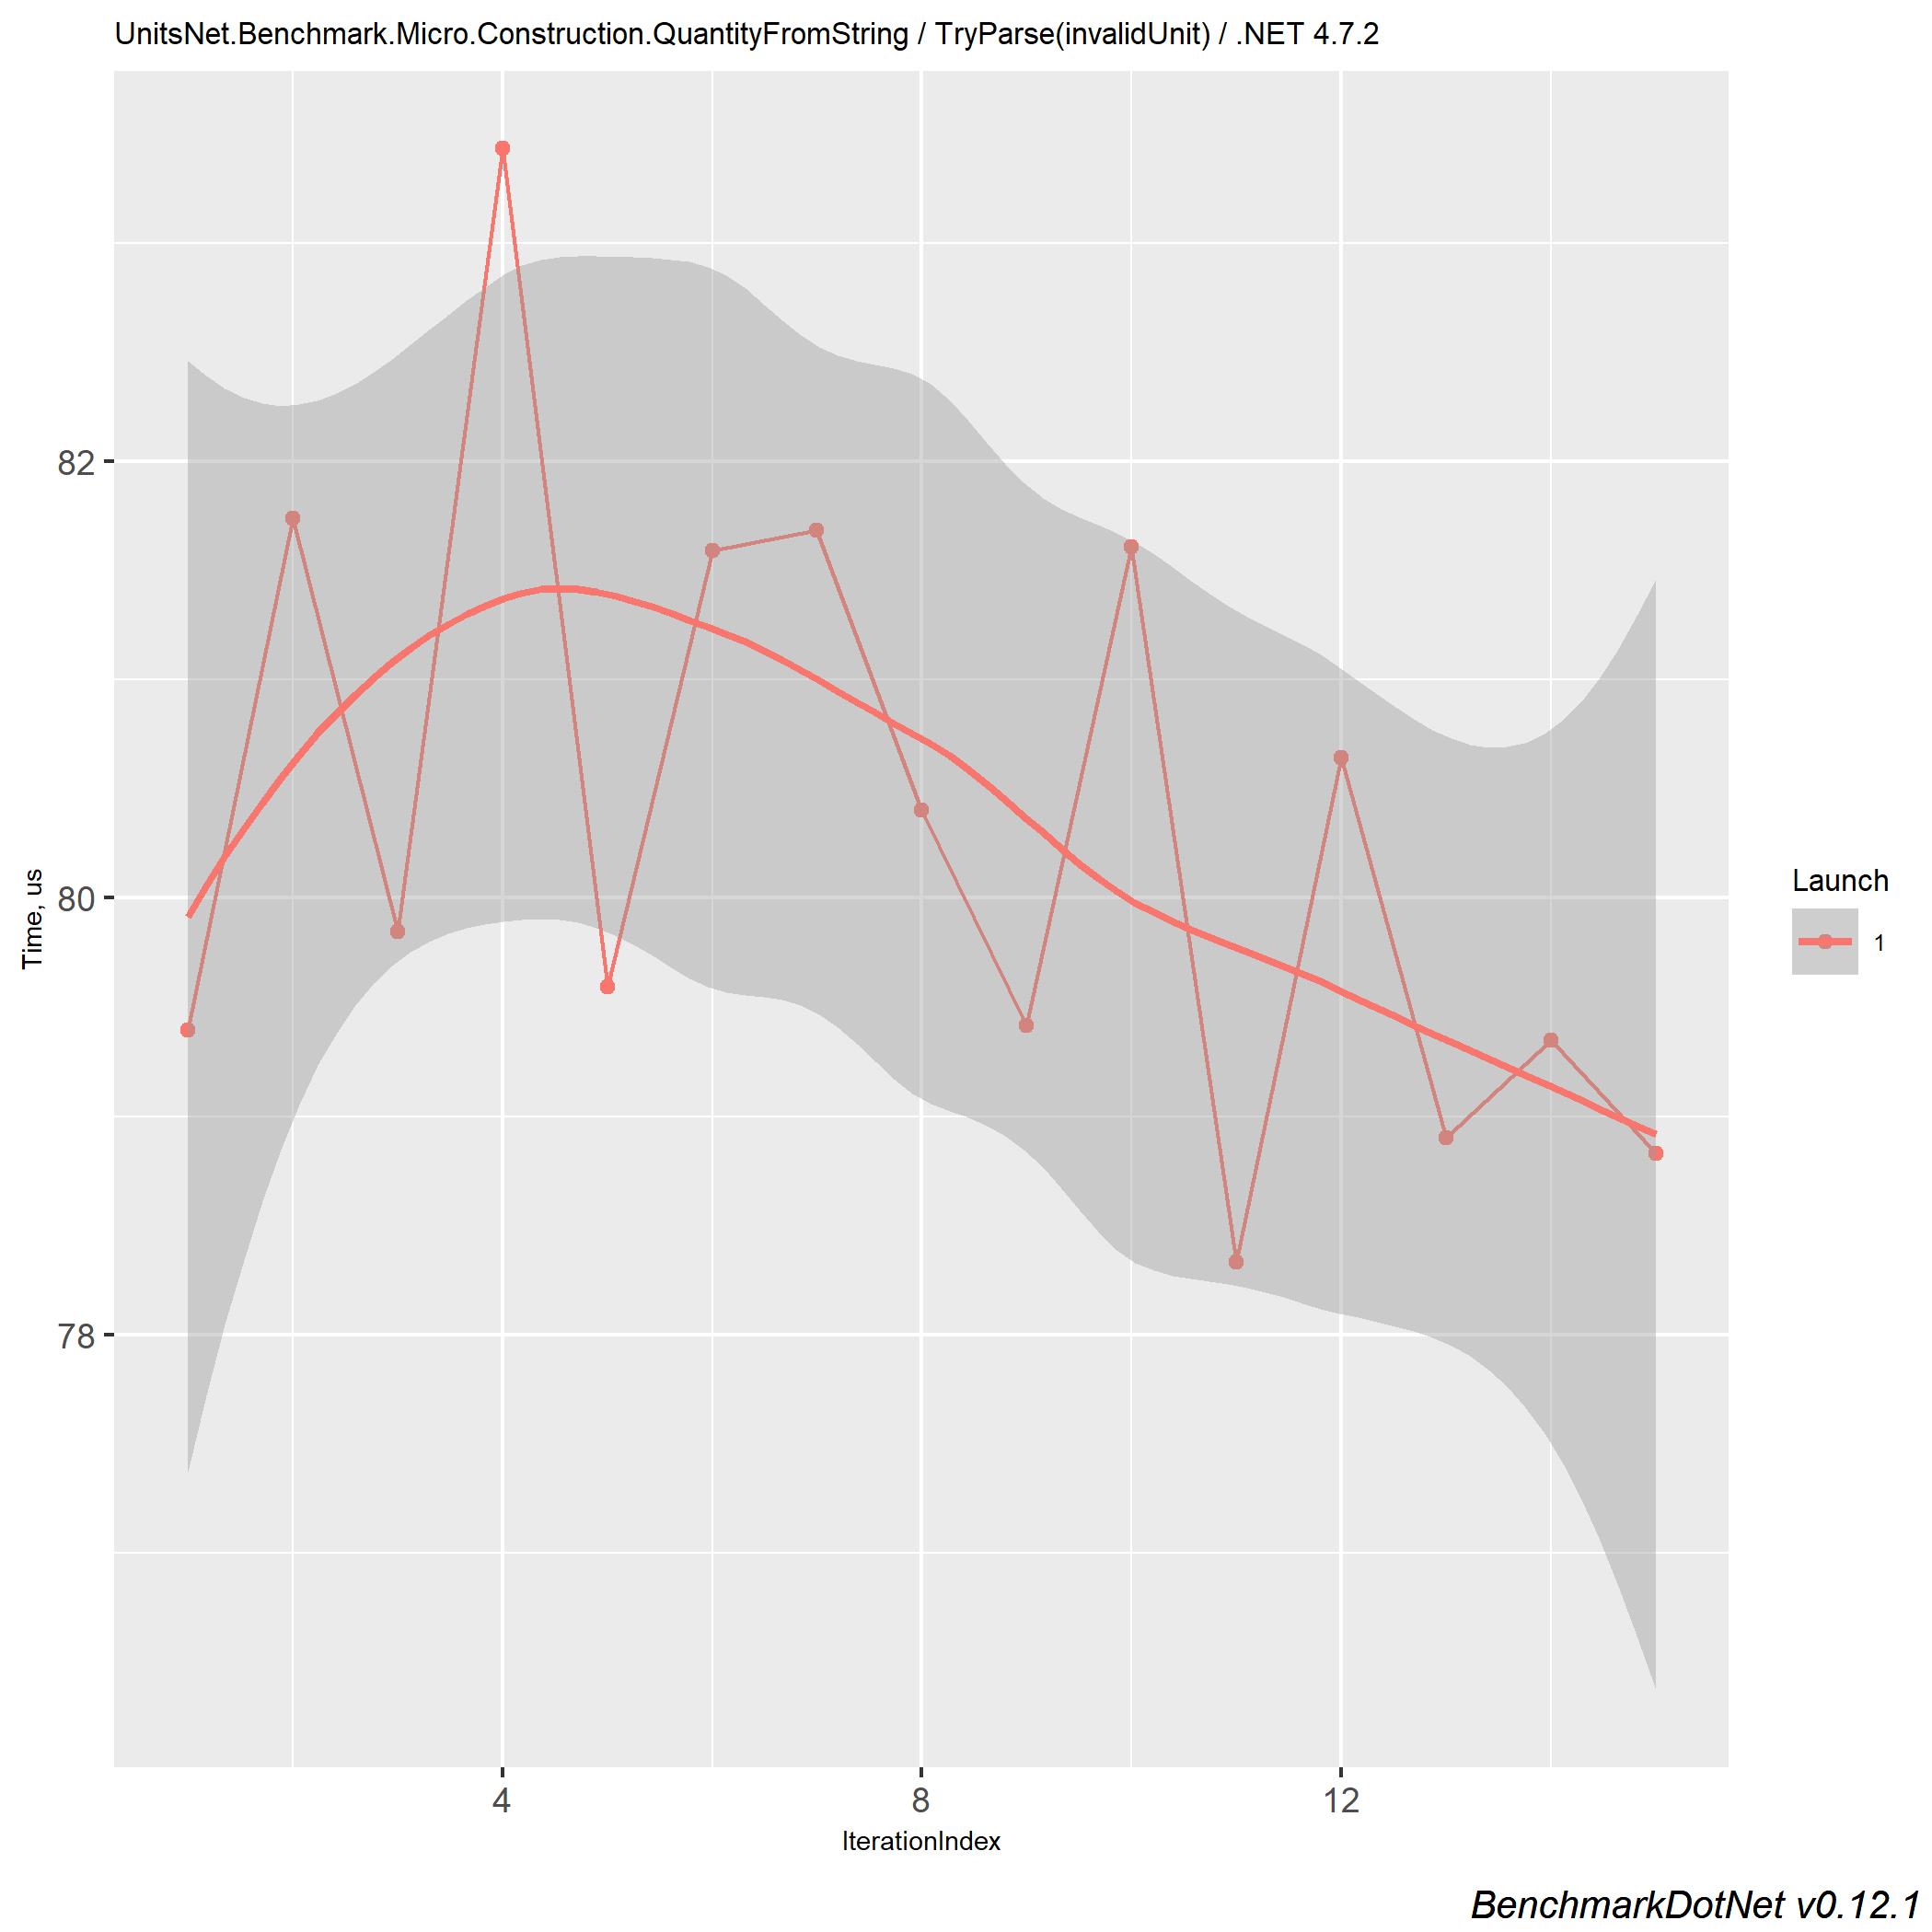 UnitsNet.Benchmark.Micro.Construction.QuantityFromString / TryParse(invalidUnit) / .NET 4.7.2
82
80
78
Time, us
4
8
12
IterationIndex
Launch
1
BenchmarkDotNet v0.12.1